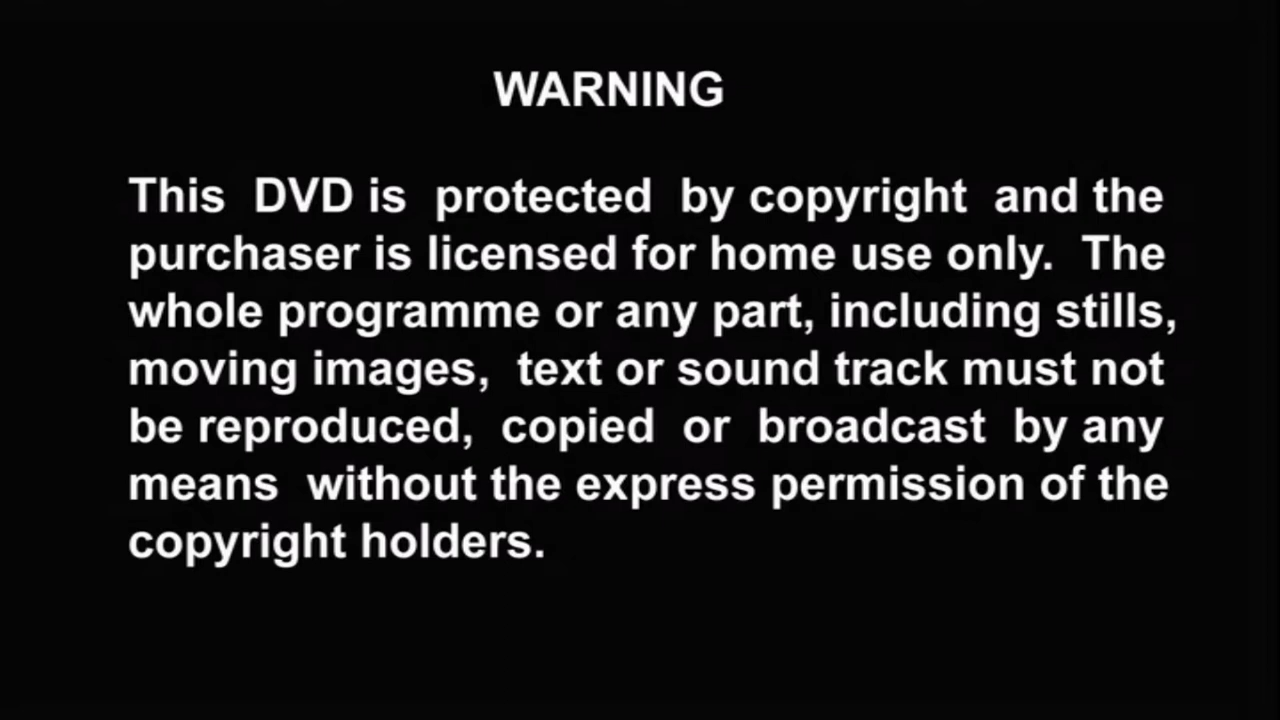 WARNING
This DVD is protected by copyright and the
purchaser is licensed for home use only. The
whole programme or any part, including stills,
moving images, text or sound track must not
be reproduced, copied or broadcast by any
means without the express permission of the
copyright holders.